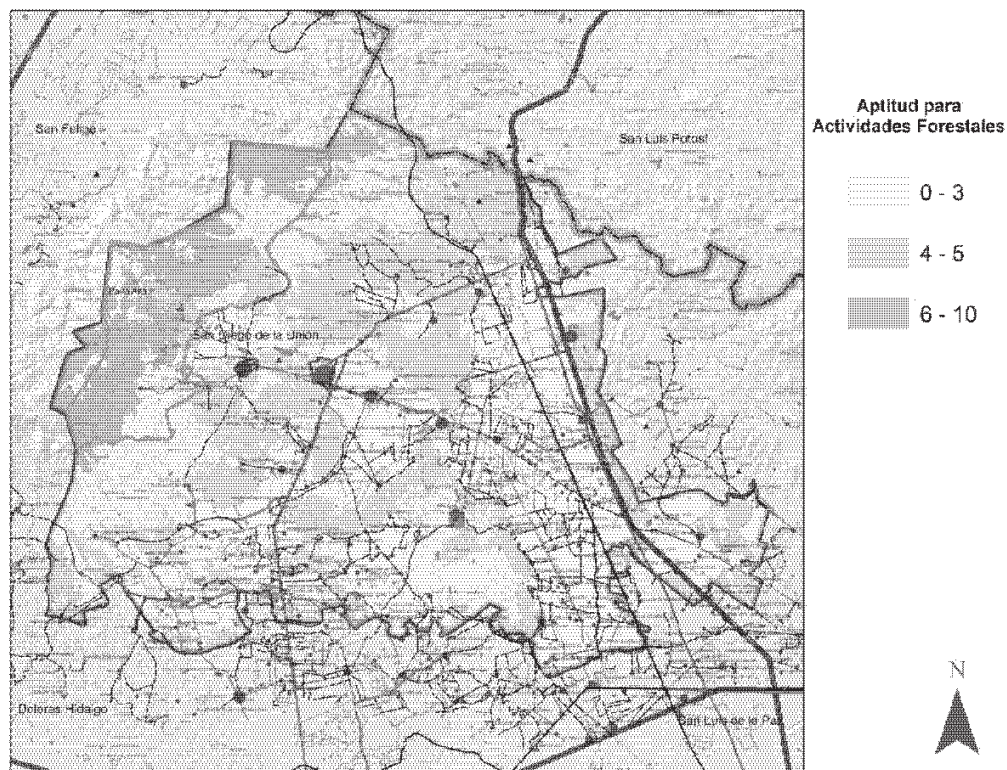 San Felipe
San Luis Potosí
San Diego de la Unión
Dolores Hidalgo
San Luis de la Paz
Aptitud para
Actividades Forestales
0 - 3
4 - 5
6 - 10
N